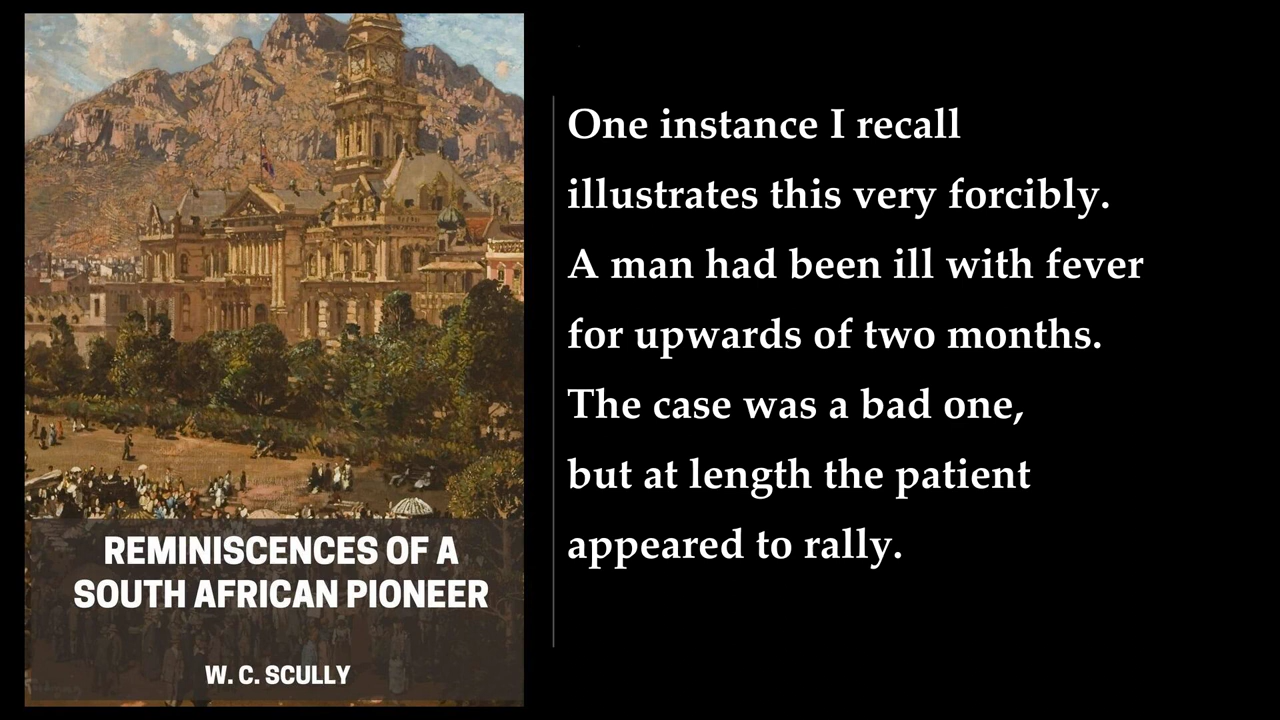 REMINISCENCES OF A
SOUTH AFRICAN PIONEER
W. C. SCULLY
One instance I recall
illustrates this very forcibly.
A man had been ill with fever
for upwards of two months.
The case was a bad one,
but at length the patient
appeared to rally.